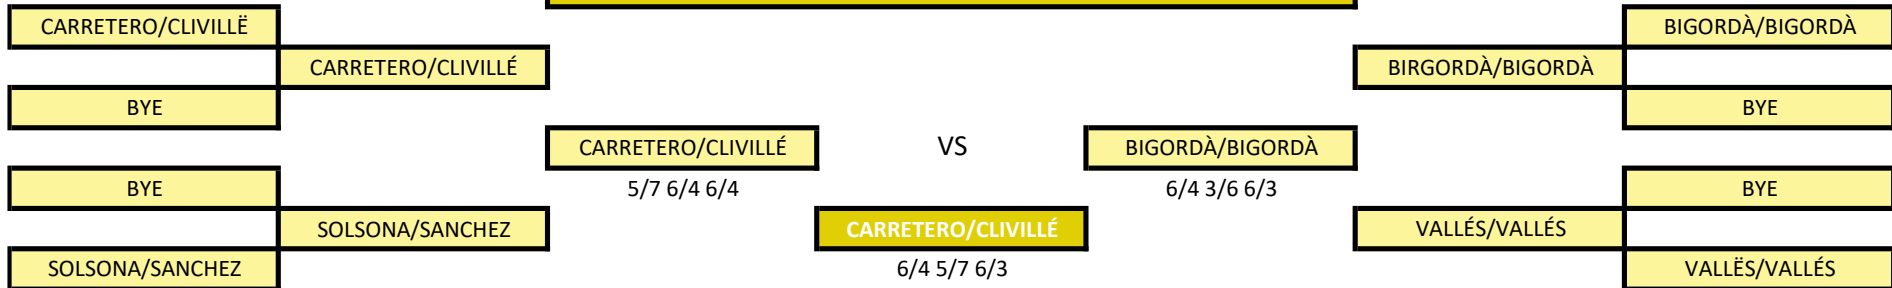 CARRETERO/CLIVILLË
BIGORDÀ/BIGORDÀ
CARRETERO/CLIVILLÉ
BIRGORDÀ/BIGORDÀ
BYE
BYE
CARRETERO/CLIVILLÉ
VS
BIGORDÀ/BIGORDÀ
BYE
5/7 6/4 6/4
6/4 3/6 6/3
BYE
SOLSONA/SANCHEZ
CARRETERO/CLIVILLÉ
VALLÉS/VALLÉS
SOLSONA/SANCHEZ
6/4 5/7 6/3
VALLËS/VALLÉS